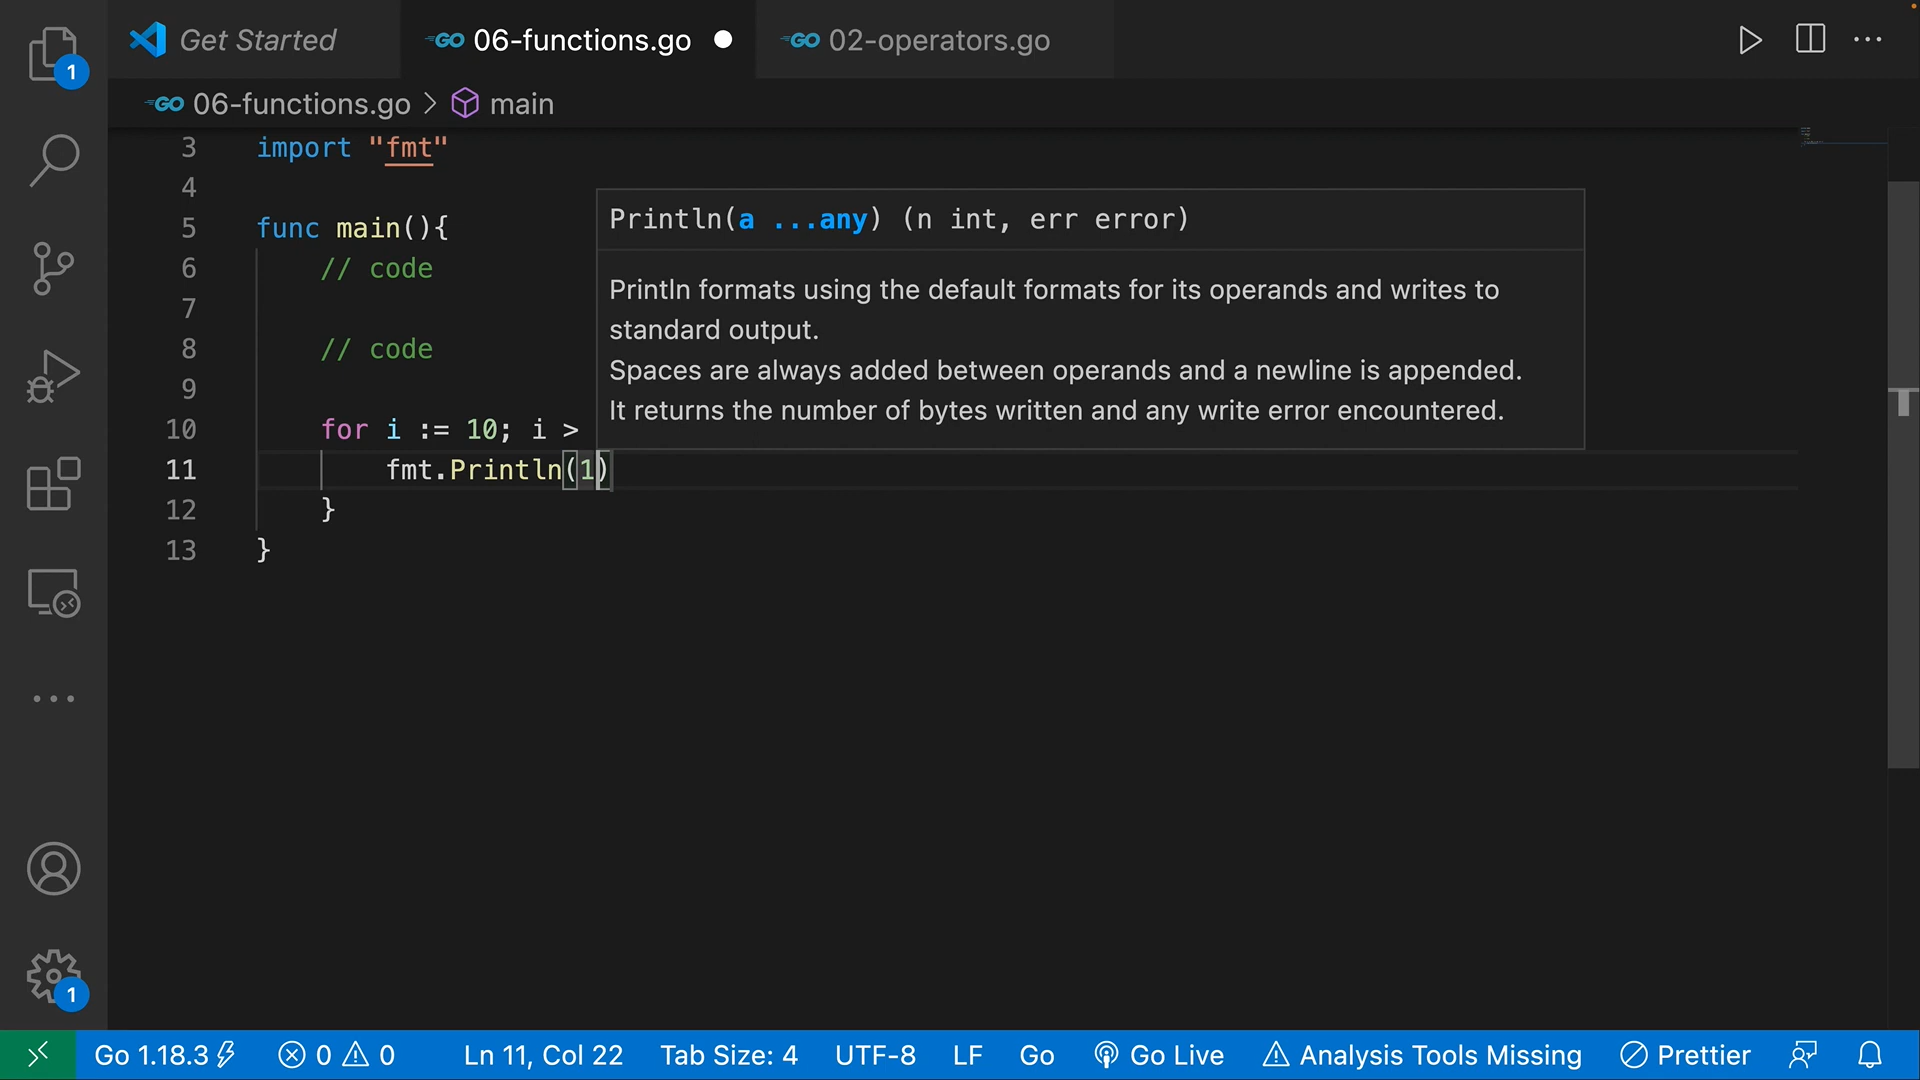 Get Started
GO 06-functions.go
GO 02-operators.go
1
GO 06-functions.go > main
3 import "fmt"
4
5 func main(){
6 // code
7
8 // code
9
10 for i := 10; i >
11 fmt.Println(1)
12 }
13 }
Println(a ...any) (n int, err error)
Println formats using the default formats for its operands and writes to
standard output.
Spaces are always added between operands and a newline is appended.
It returns the number of bytes written and any write error encountered.
1
Go 1.18.3 0 0 Ln 11, Col 22 Tab Size: 4 UTF-8 LF Go Go Live Analysis Tools Missing Prettier